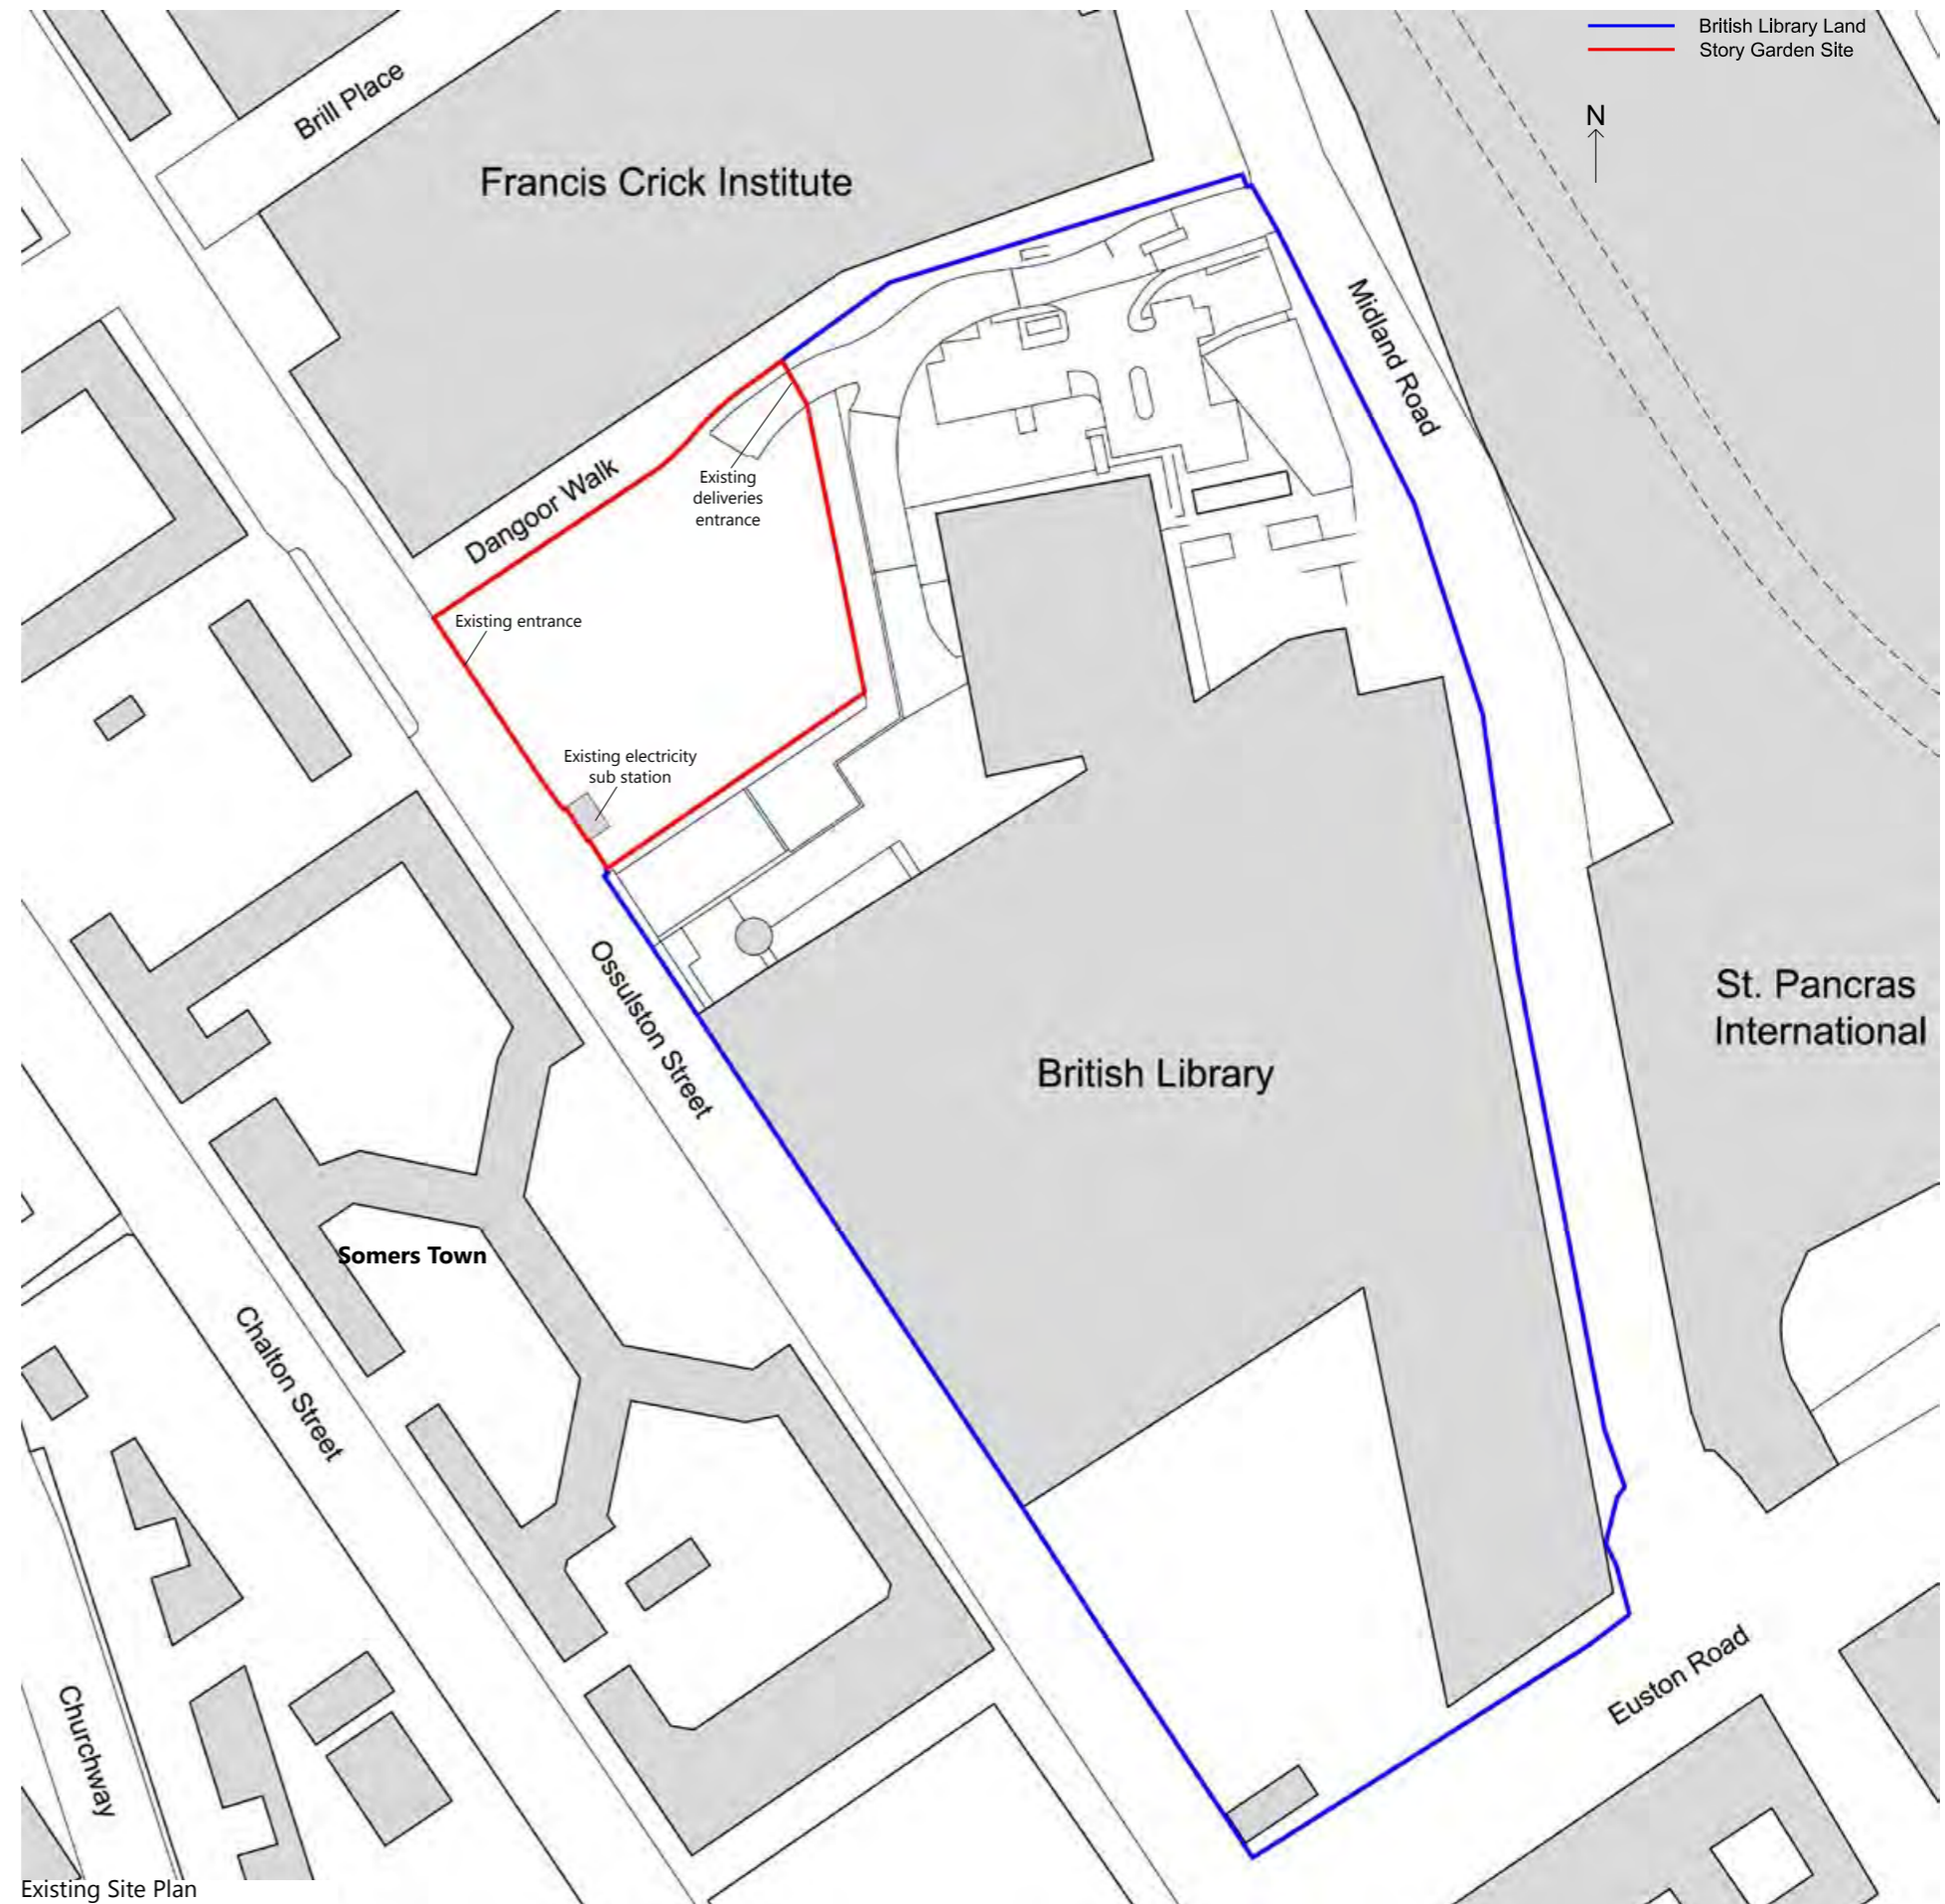 British Library Land
Story Garden Site
N
Brill Place
Francis Crick Institute
Midland Road
Dangoor Walk
Existing
deliveries
entrance
Existing entrance
Existing electricity
sub station
Ossulston Street
St. Pancras
International
British Library
Somers Town
Chalton Street
Euston Road
Churchway
Existing Site Plan